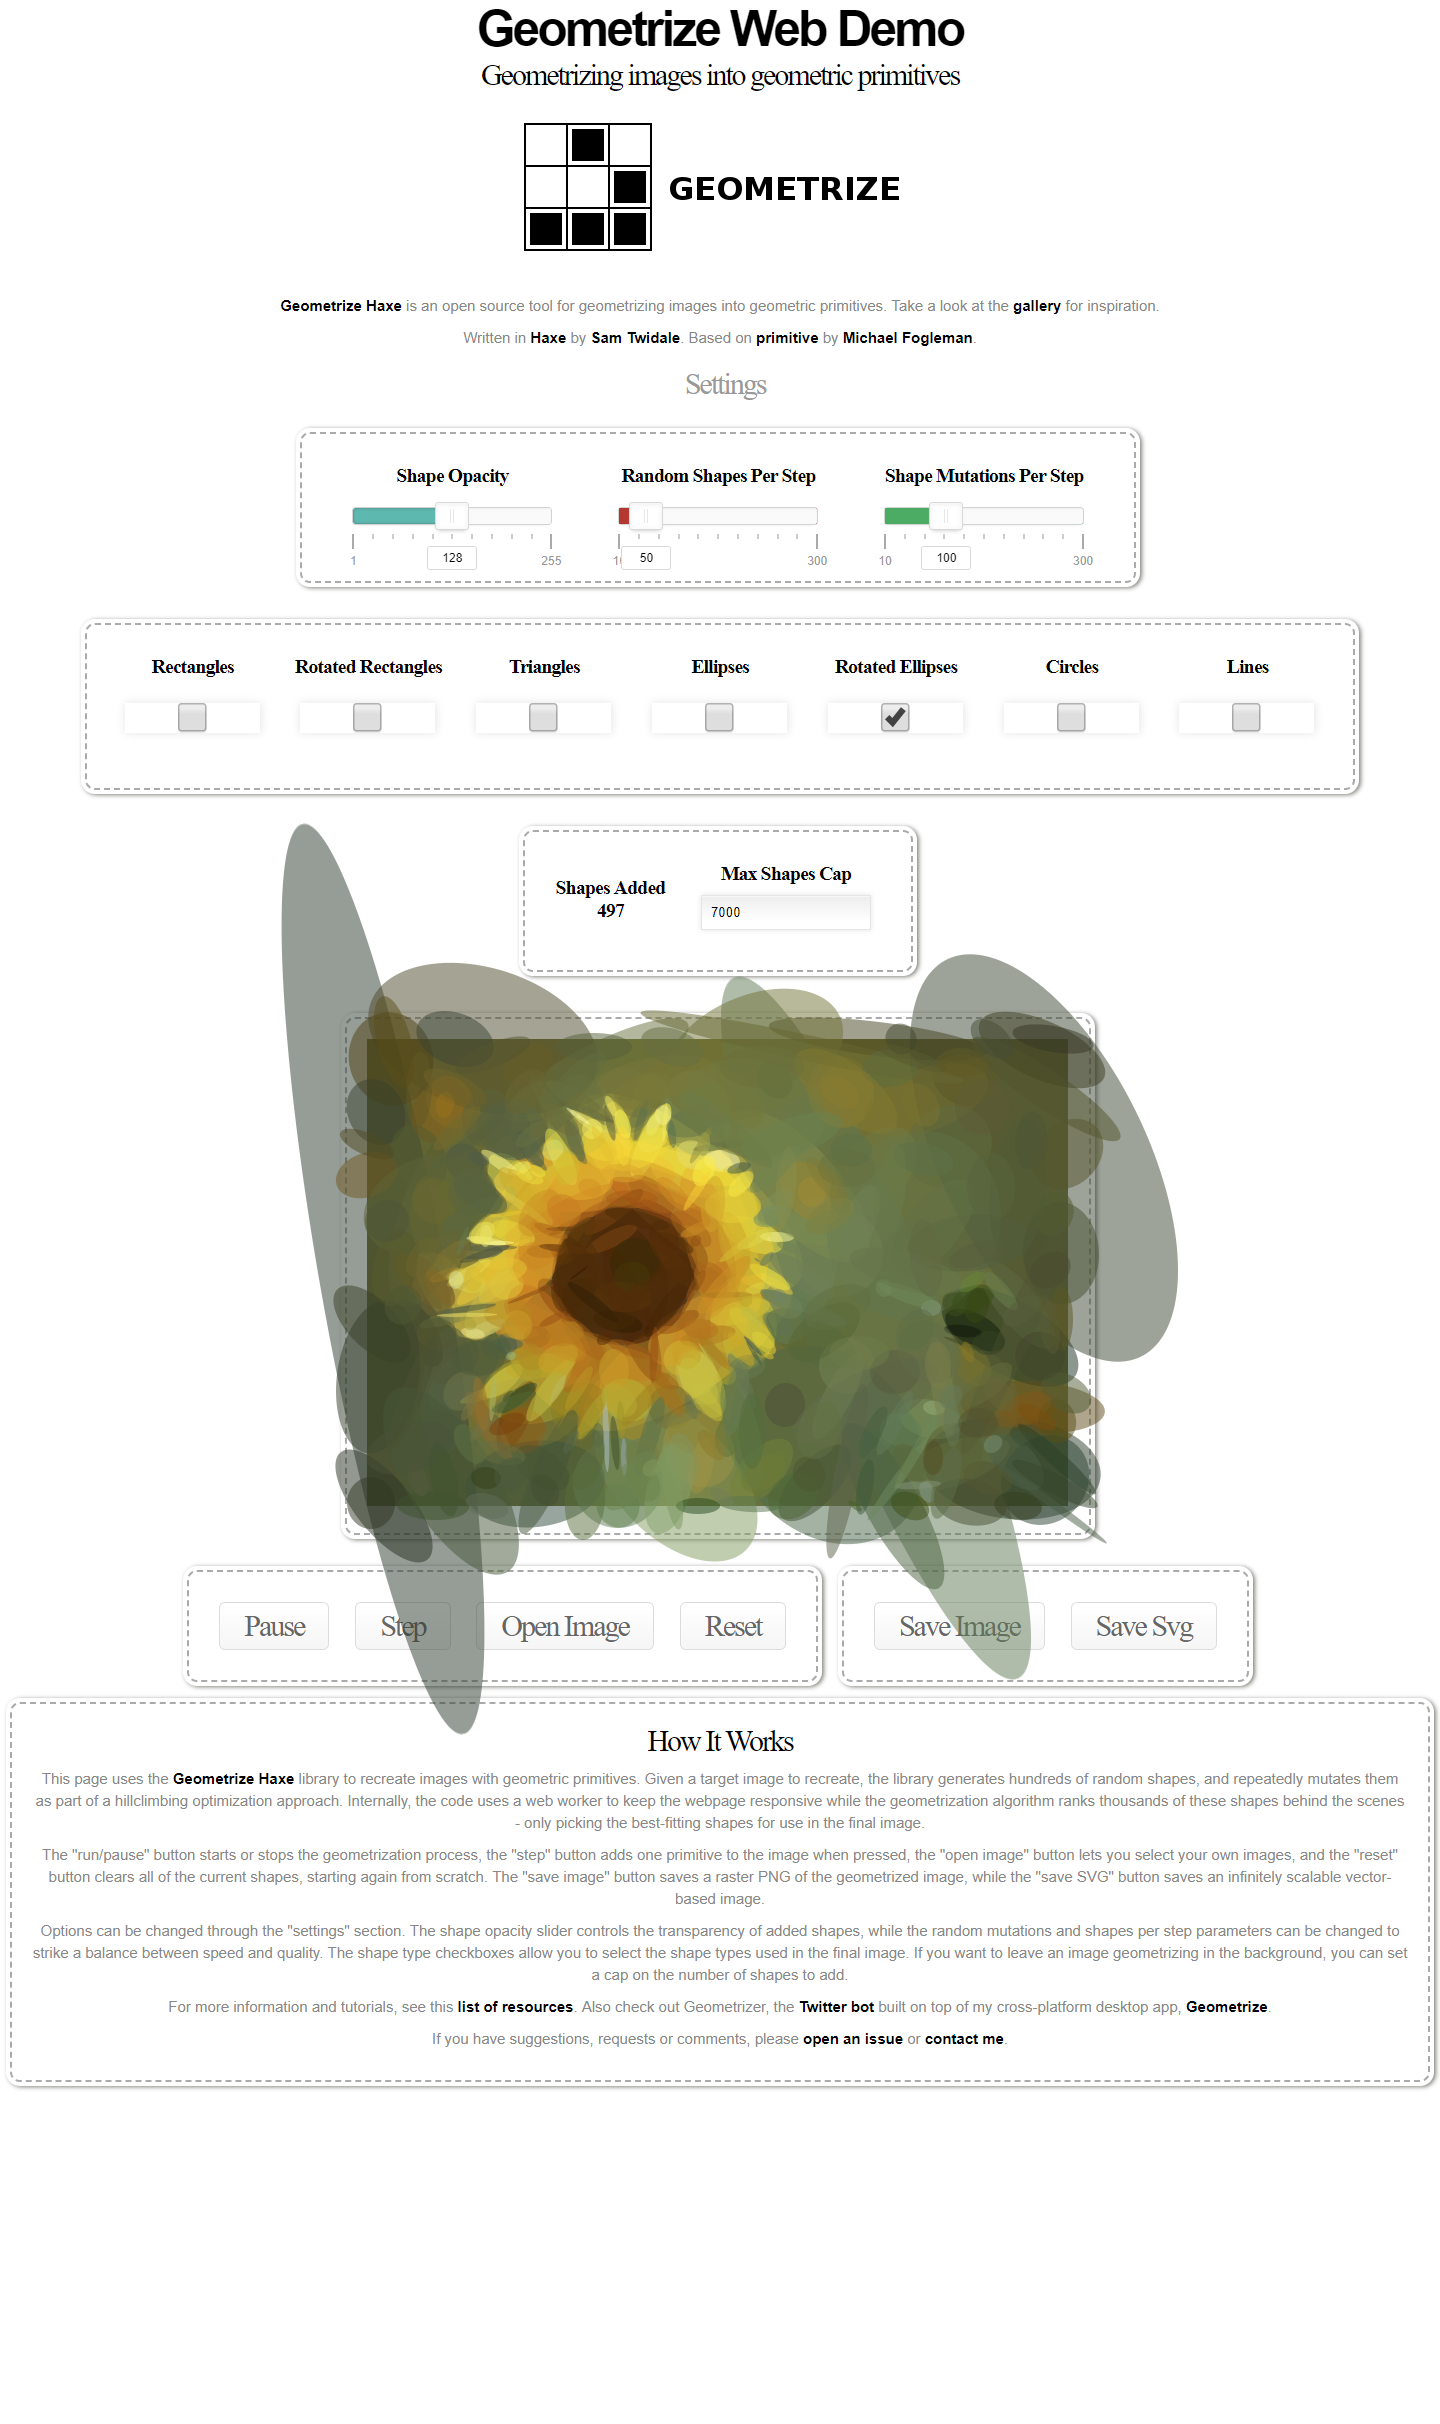 Geometrize Web Demo
Geometrizing images into geometric primitives
GEOMETRIZE
Geometrize Haxe is an open source tool for geometrizing images into geometric primitives. Take a look at the gallery for inspiration.
Written in Haxe by Sam Twidale. Based on primitive by Michael Fogleman.
Settings
Shape Opacity Random Shapes Per Step Shape Mutations Per Step
1 128 255 50 300 10 100 300
Rectangles Rotated Rectangles Triangles Ellipses Rotated Ellipses Circles Lines
Max Shapes Cap
Shapes Added
497
7000
Pause Step Open Image Reset Save Image Save Svg
How It Works
This page uses the Geometrize Haxe library to recreate images with geometric primitives. Given a target image to recreate, the library generates hundreds of random shapes, and repeatedly mutates them
as part of a hillclimbing optimization approach. Internally, the code uses a web worker to keep the webpage responsive while the geometrization algorithm ranks thousands of these shapes behind the scenes
- only picking the best-fitting shapes for use in the final image.
The "run/pause" button starts or stops the geometrization process, the "step" button adds one primitive to the image when pressed, the "open image" button lets you select your own images, and the "reset"
button clears all of the current shapes, starting again from scratch. The "save image" button saves a raster PNG of the geometrized image, while the "save SVG" button saves an infinitely scalable vector-
based image.
Options can be changed through the "settings" section. The shape opacity slider controls the transparency of added shapes, while the random mutations and shapes per step parameters can be changed to
strike a balance between speed and quality. The shape type checkboxes allow you to select the shape types used in the final image. If you want to leave an image geometrizing in the background, you can set
a cap on the number of shapes to add.
For more information and tutorials, see this list of resources. Also check out Geometrizer, the Twitter bot built on top of my cross-platform desktop app, Geometrize.
If you have suggestions, requests or comments, please open an issue or contact me.